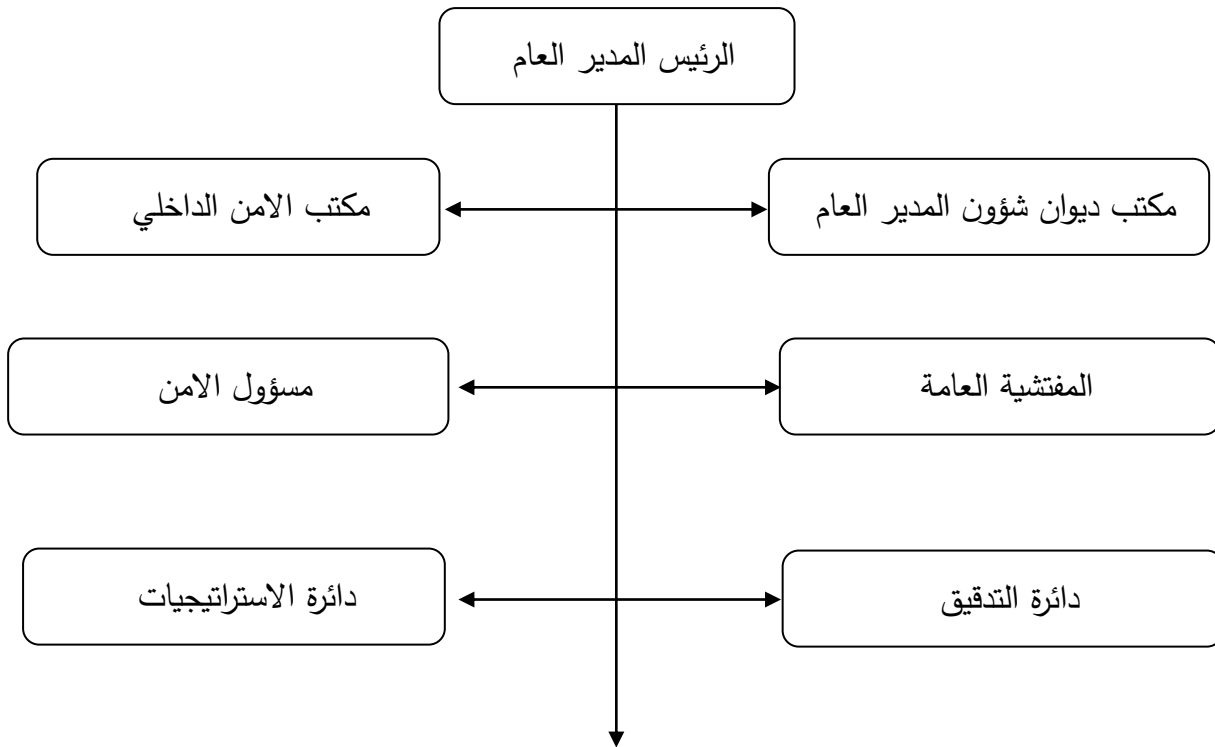 الرئيس المدير العام
مكتب ديوان شؤون المدير العام
مكتب الامن الداخلي
المفتشية العامة
مسؤول الامن
دائرة التدقيق
دائرة الاستراتيجيات